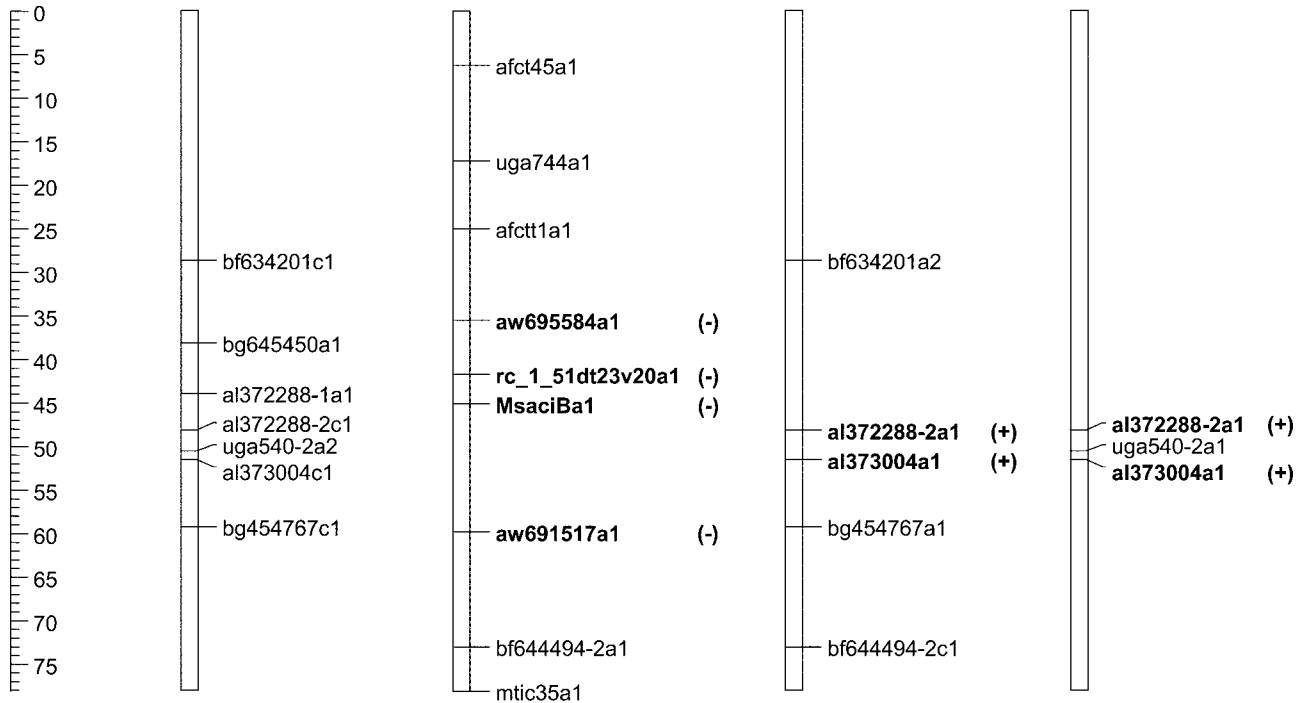 0
5
10
15
20
25
30
35
40
45
50
55
60
65
70
75
bf634201c1
bg645450a1
al372288-1a1
al372288-2c1
uga540-2a2
al373004c1
bg454767c1
afct45a1
uga744a1
afctt1a1
aw695584a1 (-)
rc_1_51dt23v20a1 (-)
MsaciBa1 (-)
aw691517a1 (-)
bf644494-2a1
mtic35a1
bf634201a2
al372288-2a1 (+)
al373004a1 (+)
bg454767a1
bf644494-2c1
al372288-2a1 (+)
uga540-2a1
al373004a1 (+)